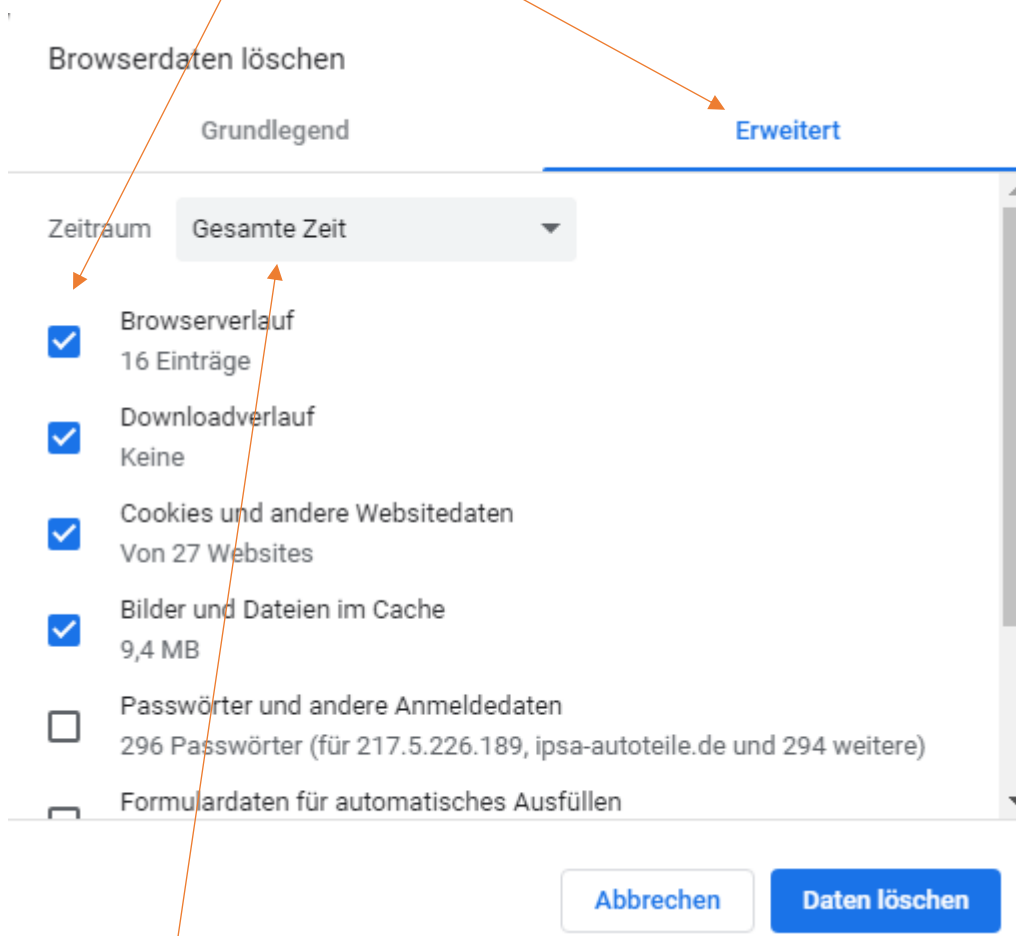 Browserdaten löschen
Grundlegend
Erweitert
Zeitraum
Gesamte Zeit
Browserverlauf
16 Einträge
Downloadverlauf
Keine
Cookies und andere Websitedaten
Von 27 Websites
Bilder und Dateien im Cache
9,4 MB
Passwörter und andere Anmeldedaten
296 Passwörter (für 217.5.226.189, ipsa-autoteile.de und 294 weitere)
Formulardaten für automatisches Ausfüllen
Abbrechen
Daten löschen